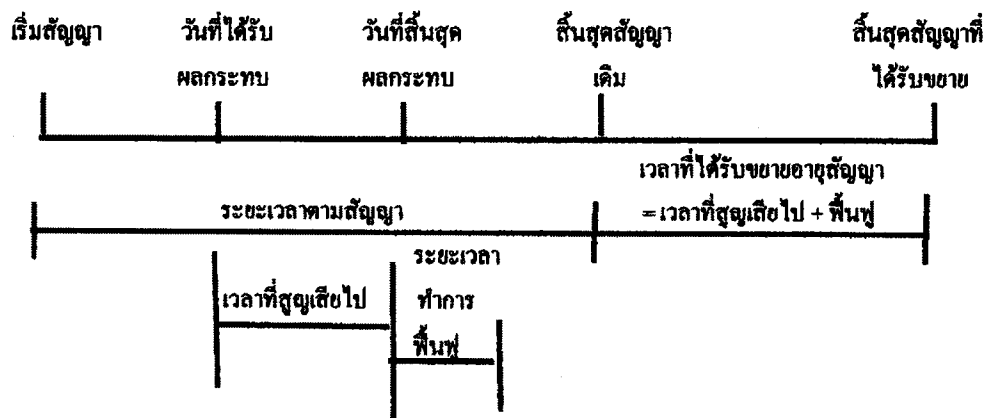 เริ่มสัญญา วันที่ได้รับ วันที่สิ้นสุด สิ้นสุดสัญญา สิ้นสุดสัญญาที่
ผลกระทบ ผลกระทบ เดิม ได้รับขยาย
เวลาที่ได้รับขยายอายุสัญญา
ระยะเวลาตามสัญญา = เวลาที่สูญเสียไป + ฟื้นฟู
ระยะเวลา
เวลาที่สูญเสียไป ทำการ
ฟื้นฟู